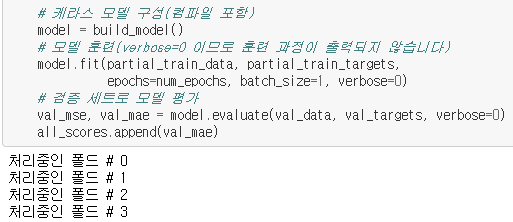 # 케라스 모델 구성(컴파일 포함)
model = build_model()
# 모델 훈련(verbose=0 이므로 훈련 과정이 출력되지 않습니다)
model.fit(partial_train_data, partial_train_targets,
epochs=num_epochs, batch_size=1, verbose=0)
# 검증 세트로 모델 평가
val_mse, val_mae = model.evaluate(val_data, val_targets, verbose=0)
all_scores.append(val_mae)
처리중인 폴드 # 0
처리중인 폴드 # 1
처리중인 폴드 # 2
처리중인 폴드 # 3